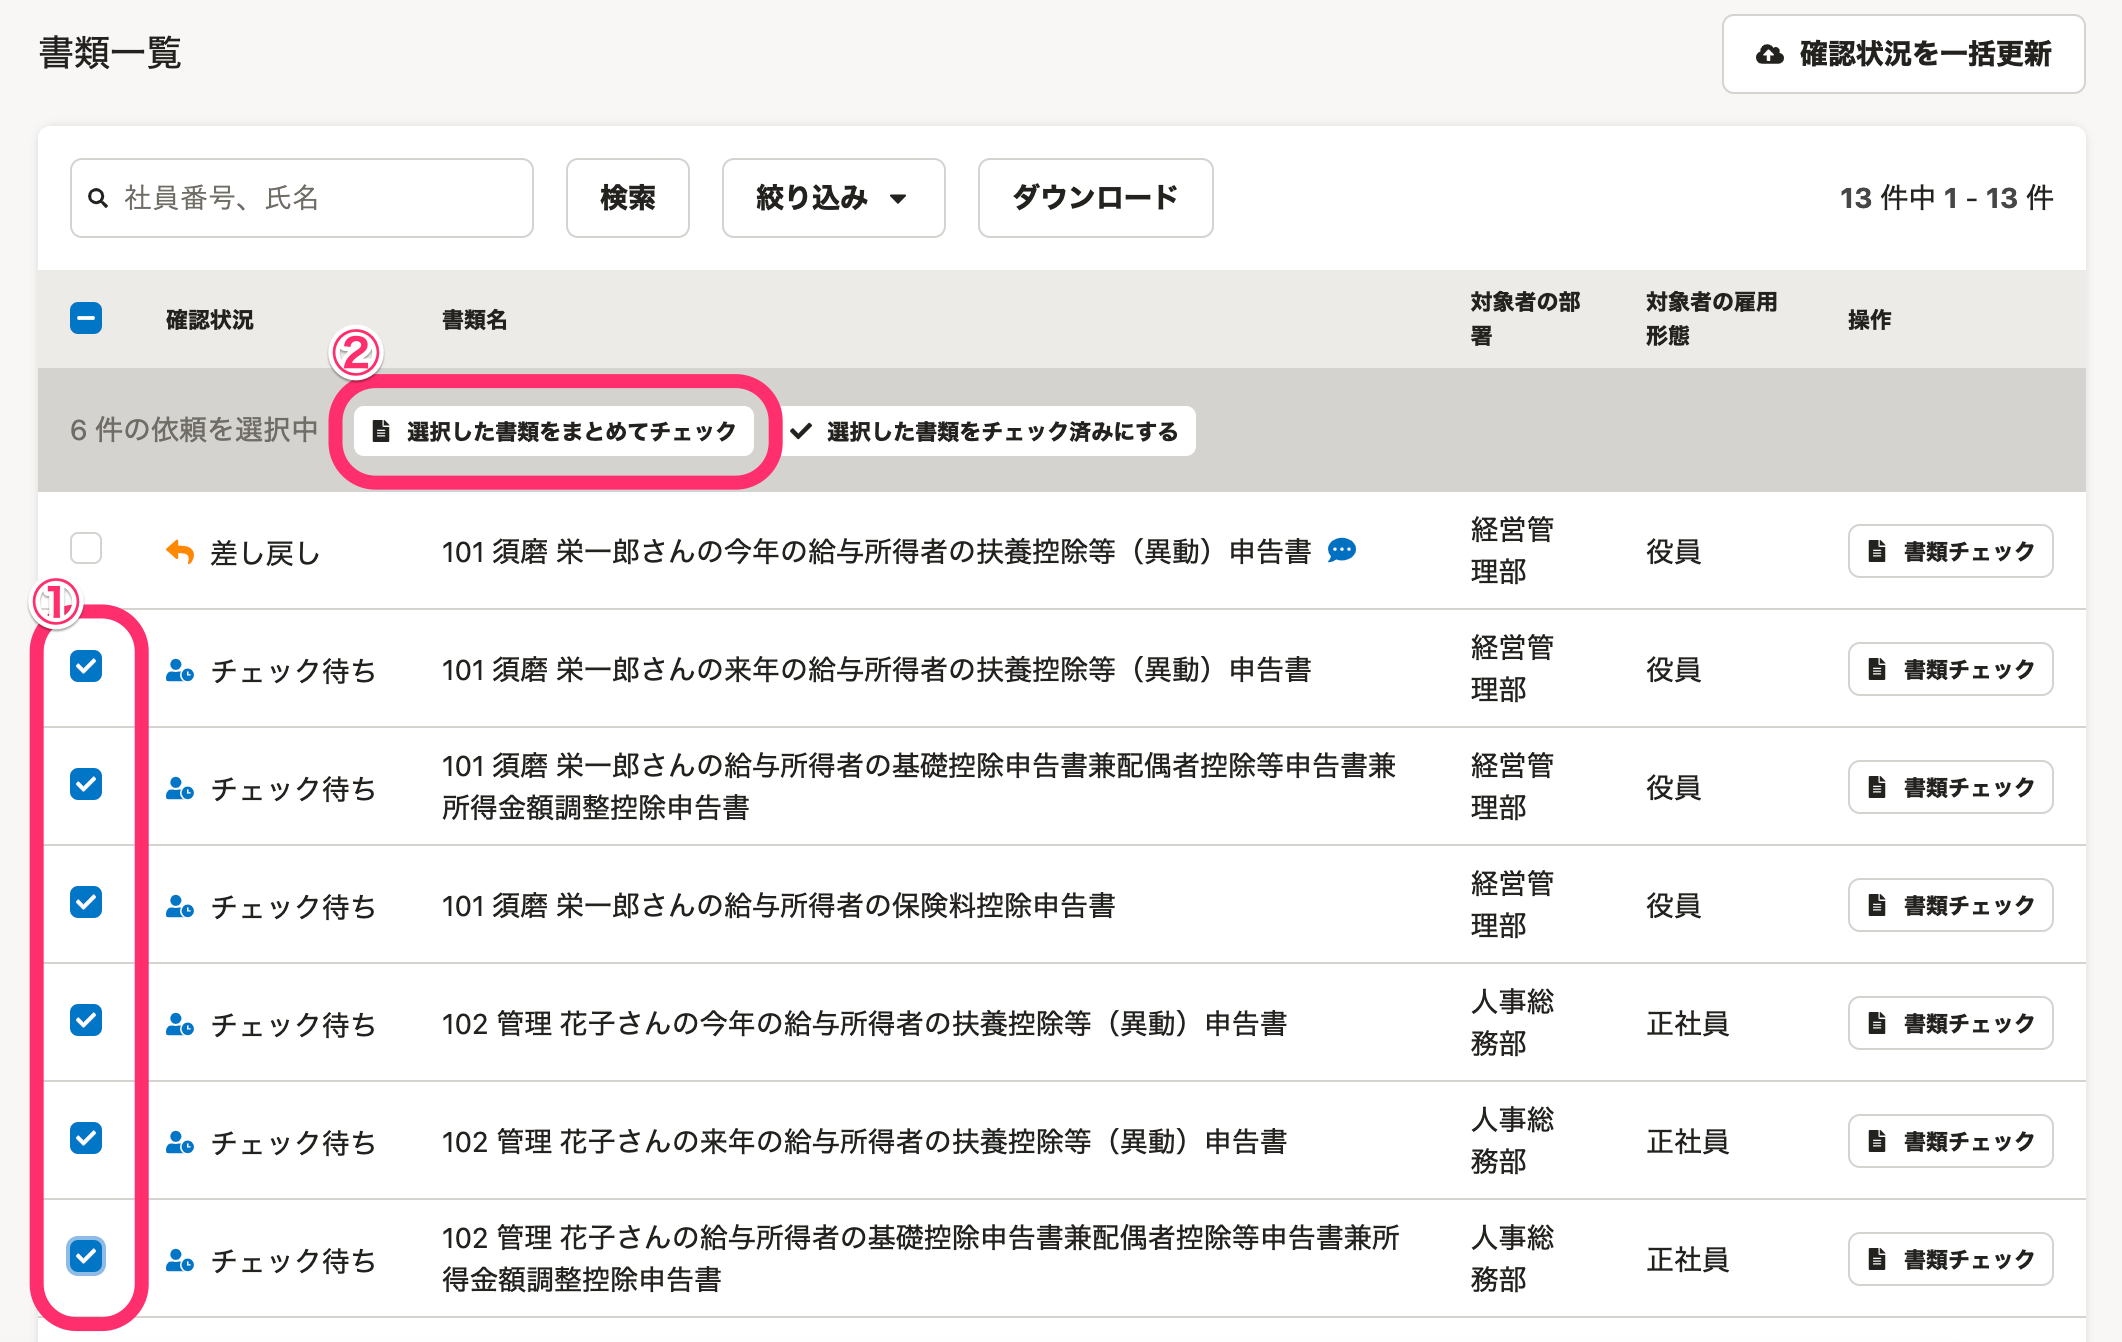 書類一覧
確認状況を一括更新
社員番号、氏名
検索
絞り込み
ダウンロード
13 件中 1 - 13 件
確認状況
書類名
対象者の部
署
対象者の雇用
形態
操作
②
6 件の依頼を選択中
選択した書類をまとめてチェック
選択した書類をチェック済みにする
差し戻し
101 須磨 栄一郎さんの今年の給与所得者の扶養控除等（異動）申告書
経営管
理部
役員
書類チェック
①
チェック待ち
101 須磨 栄一郎さんの来年の給与所得者の扶養控除等（異動）申告書
経営管
理部
役員
書類チェック
チェック待ち
101 須磨 栄一郎さんの給与所得者の基礎控除申告書兼配偶者控除等申告書兼
所得金額調整控除申告書
経営管
理部
役員
書類チェック
チェック待ち
101 須磨 栄一郎さんの給与所得者の保険料控除申告書
経営管
理部
役員
書類チェック
チェック待ち
102 管理 花子さんの今年の給与所得者の扶養控除等（異動）申告書
人事総
務部
正社員
書類チェック
チェック待ち
102 管理 花子さんの来年の給与所得者の扶養控除等（異動）申告書
人事総
務部
正社員
書類チェック
チェック待ち
102 管理 花子さんの給与所得者の基礎控除申告書兼配偶者控除等申告書兼所
得金額調整控除申告書
人事総
務部
正社員
書類チェック